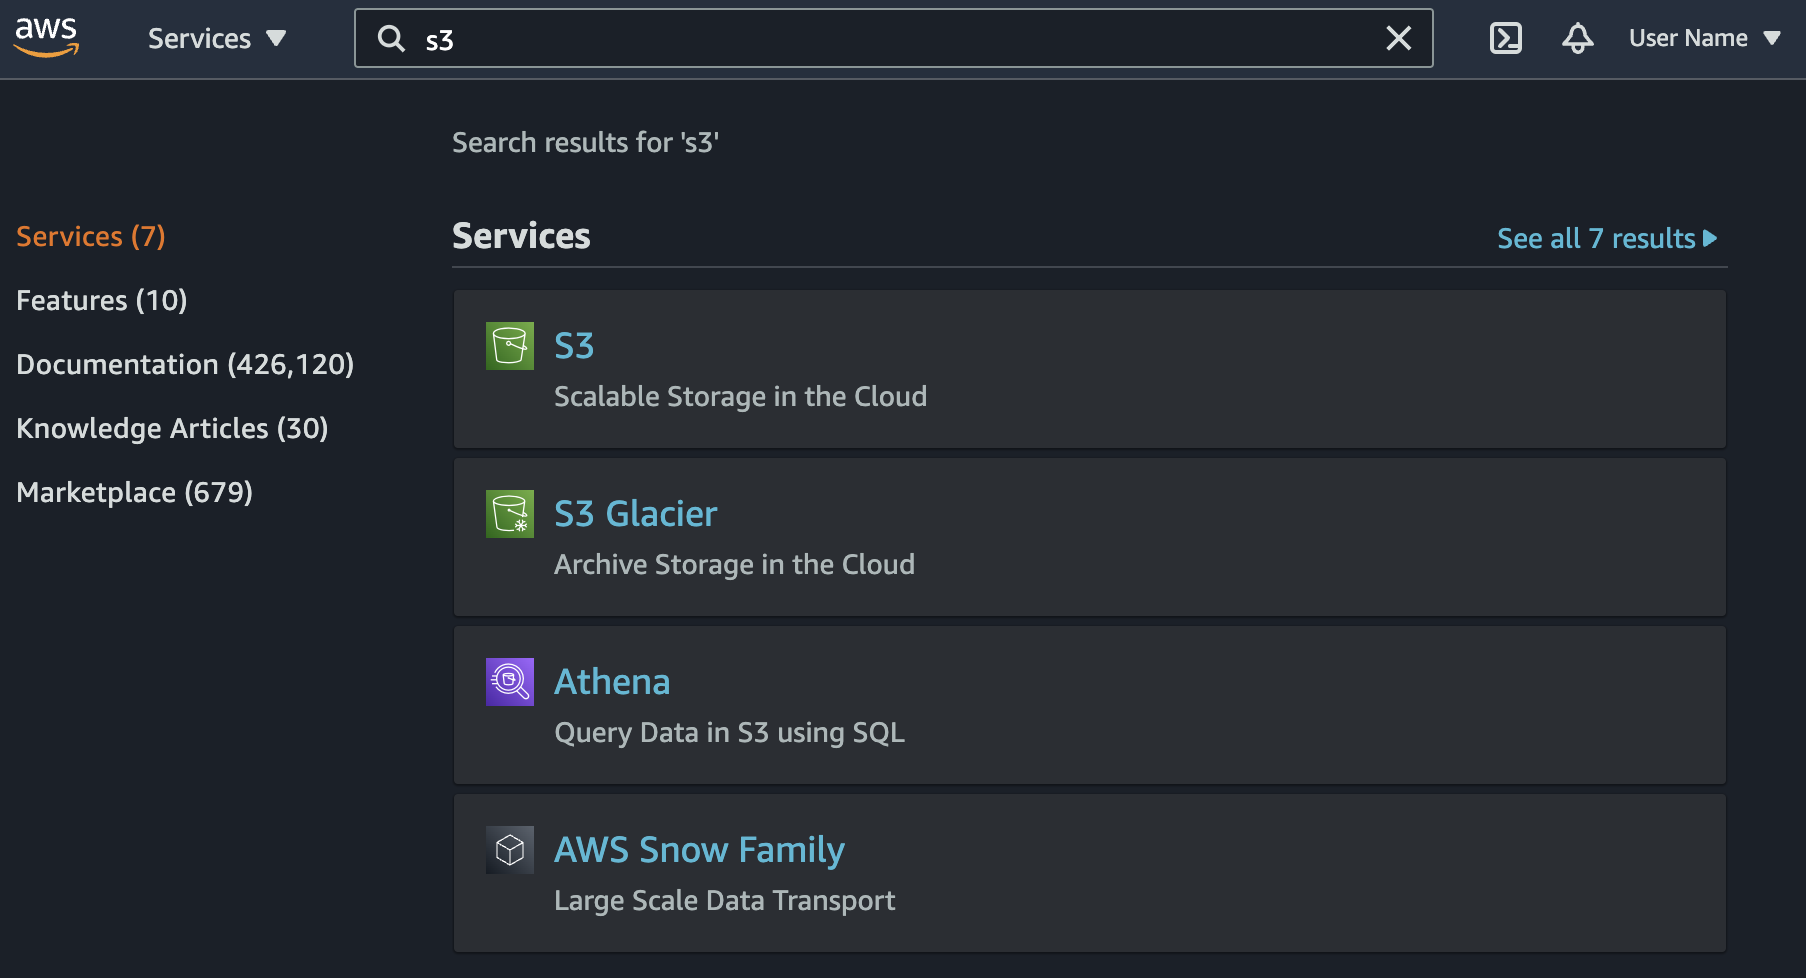 aws
Services
s3
User Name
Search results for 's3'
Services (7)
Features (10)
Documentation (426,120)
Knowledge Articles (30)
Marketplace (679)
Services
See all 7 results
S3
Scalable Storage in the Cloud
S3 Glacier
Archive Storage in the Cloud
Athena
Query Data in S3 using SQL
AWS Snow Family
Large Scale Data Transport